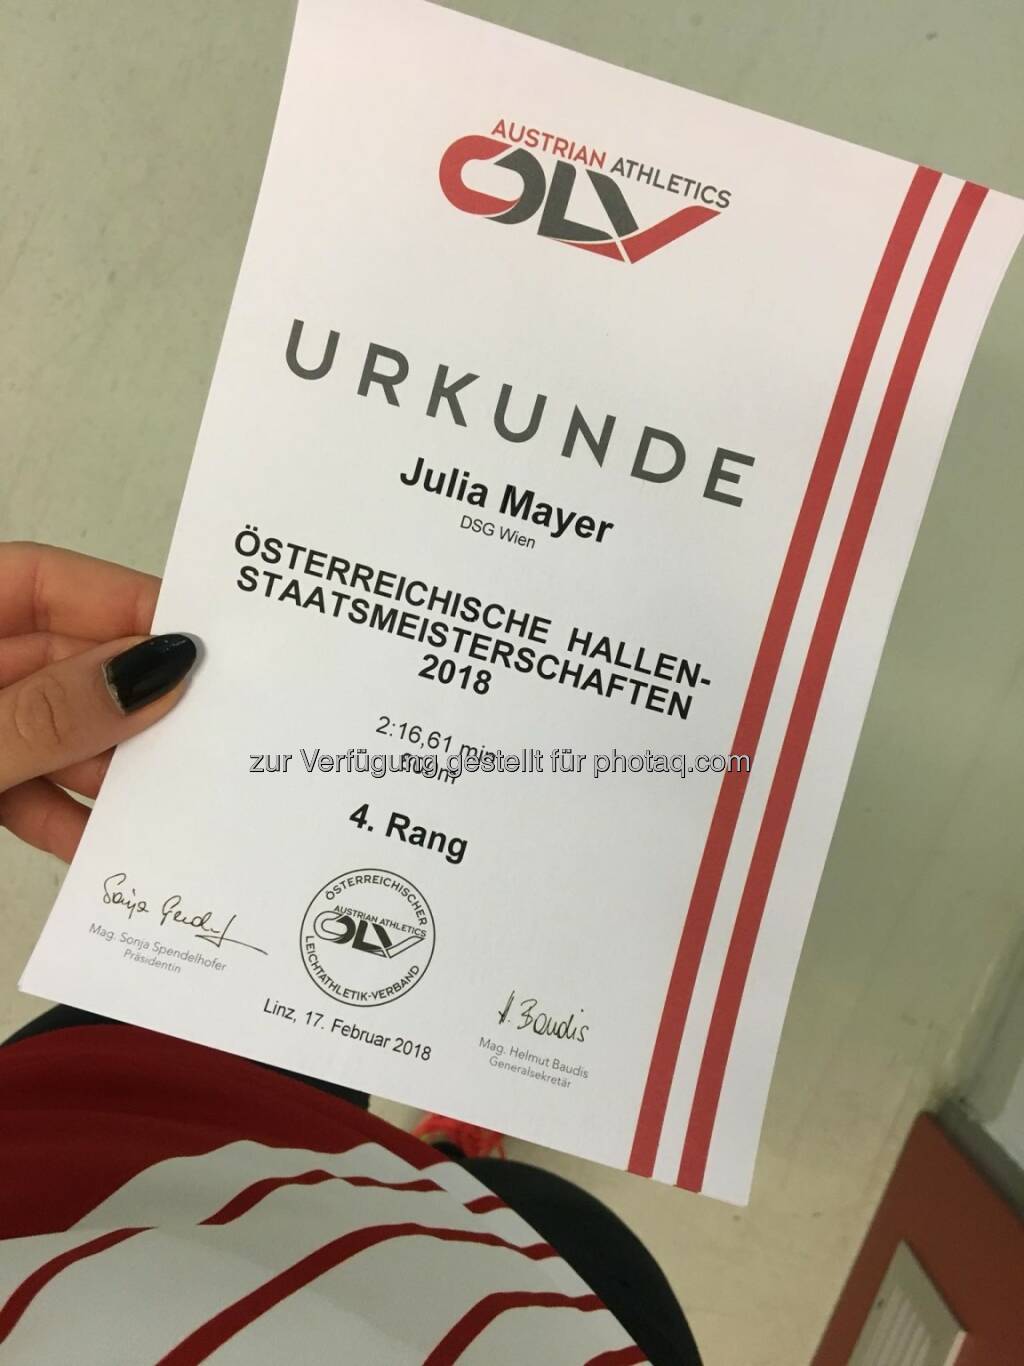 AUSTRIAN ATHLETICS
ÖLV
URKUNDE
Julia Mayer
DSG Wien
ÖSTERREICHISCHE HALLEN-
STAATSMEISTERSCHAFTEN
2018
2:16,61 min
zur Verfügung gestellt für photaq.com
800m
4. Rang
ÖSTERREICHISCHER
AUSTRIAN ATHLETICS
ÖLV
LEICHTATHLETIK-VERBAND
Mag. Sonja Spendelhofer
Präsidentin
Linz, 17. Februar 2018
H. Baudis
Mag. Helmut Baudis
Generalsekretär